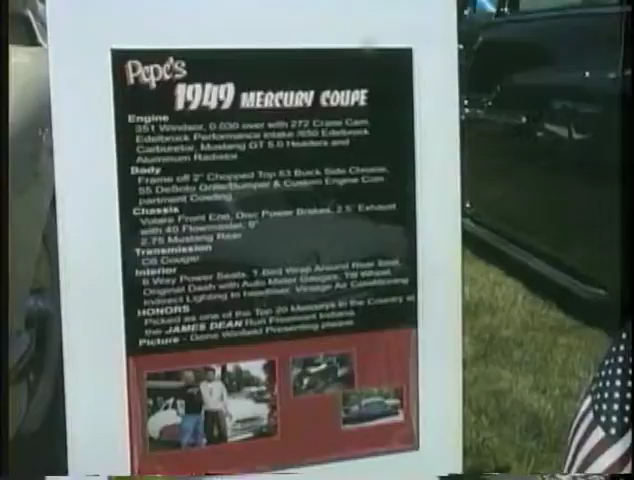 Pepe's
1949 MERCURY COUPE
Engine
351 Windsor, 0.030 over with 272 Crane Cam,
Edelbrock Performance Intake /650 Edelbrock
Carburetor, Mustang GT 5.0 Headers and
Aluminum Radiator
Body
Frame off 2" Chopped Top 53 Buick Side Chrome,
55 DeSoto Grille/Bumper & Custom Engine Com
partment Cowling
Chassis
Volare Front End, Disc Power Brakes, 2.5" Exhaust
with 40 Flowmaster, 9"
2.75 Mustang Rear
Transmission
C6 Cougar
Interior
6 Way Power Seats, T-Bird Wrap Around Rear Seat,
Original Dash with Auto Meter Gauges, Tilt Wheel,
Indirect Lighting in Headliner, Vintage Air Conditioning
HONORS
Picked as one of the Top 20 Mercurys in the Country at
the JAMES DEAN Run Fairmount Indiana.
Picture - Gene Winfield Presenting plaque